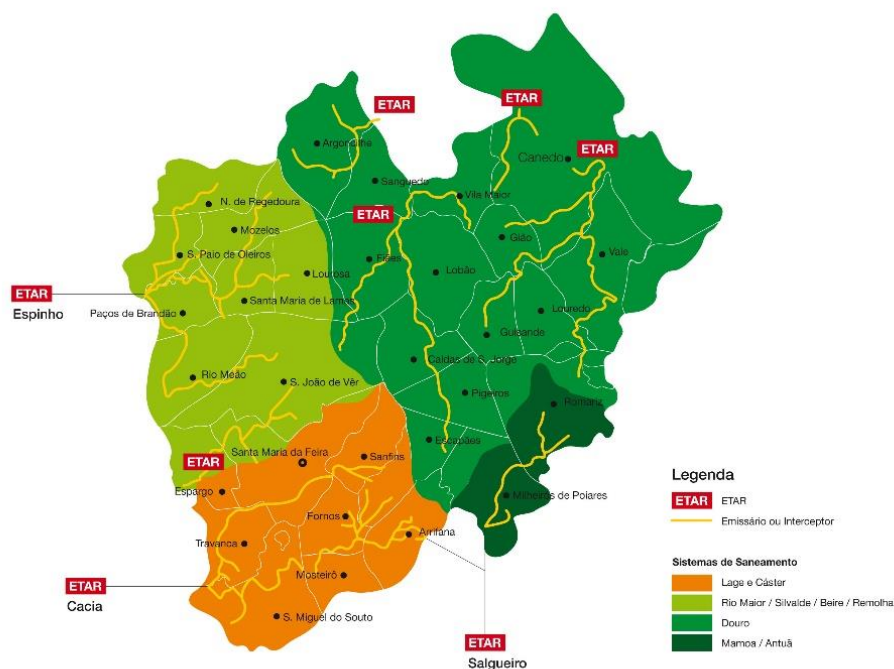 ETAR
ETAR
Argoncilhe
Canedo
ETAR
Sanguedo
Vila Maior
N. de Regedoura
ETAR
Mozelos
Gião
S. Paio de Oleiros
Fiães
Vale
Lourosa
Lobão
ETAR
Espinho
Santa Maria de Lamas
Paços de Brandão
Louredo
Guisande
Caldas de S. Jorge
Rio Meão
S. João de Vêr
Pigeiros
Romariz
Escapães
Santa Maria da Feira
Sanfins
ETAR
Espargo
Milheirós de Poiares
Fornos
Arrifana
Travanca
Mosteirô
ETAR
Cacia
S. Miguel do Souto
ETAR
Salgueiro
Legenda
ETAR ETAR
Emissário ou Interceptor
Sistemas de Saneamento
Lage e Cáster
Rio Maior / Silvalde / Beire / Remolha
Douro
Mamoa / Antuã